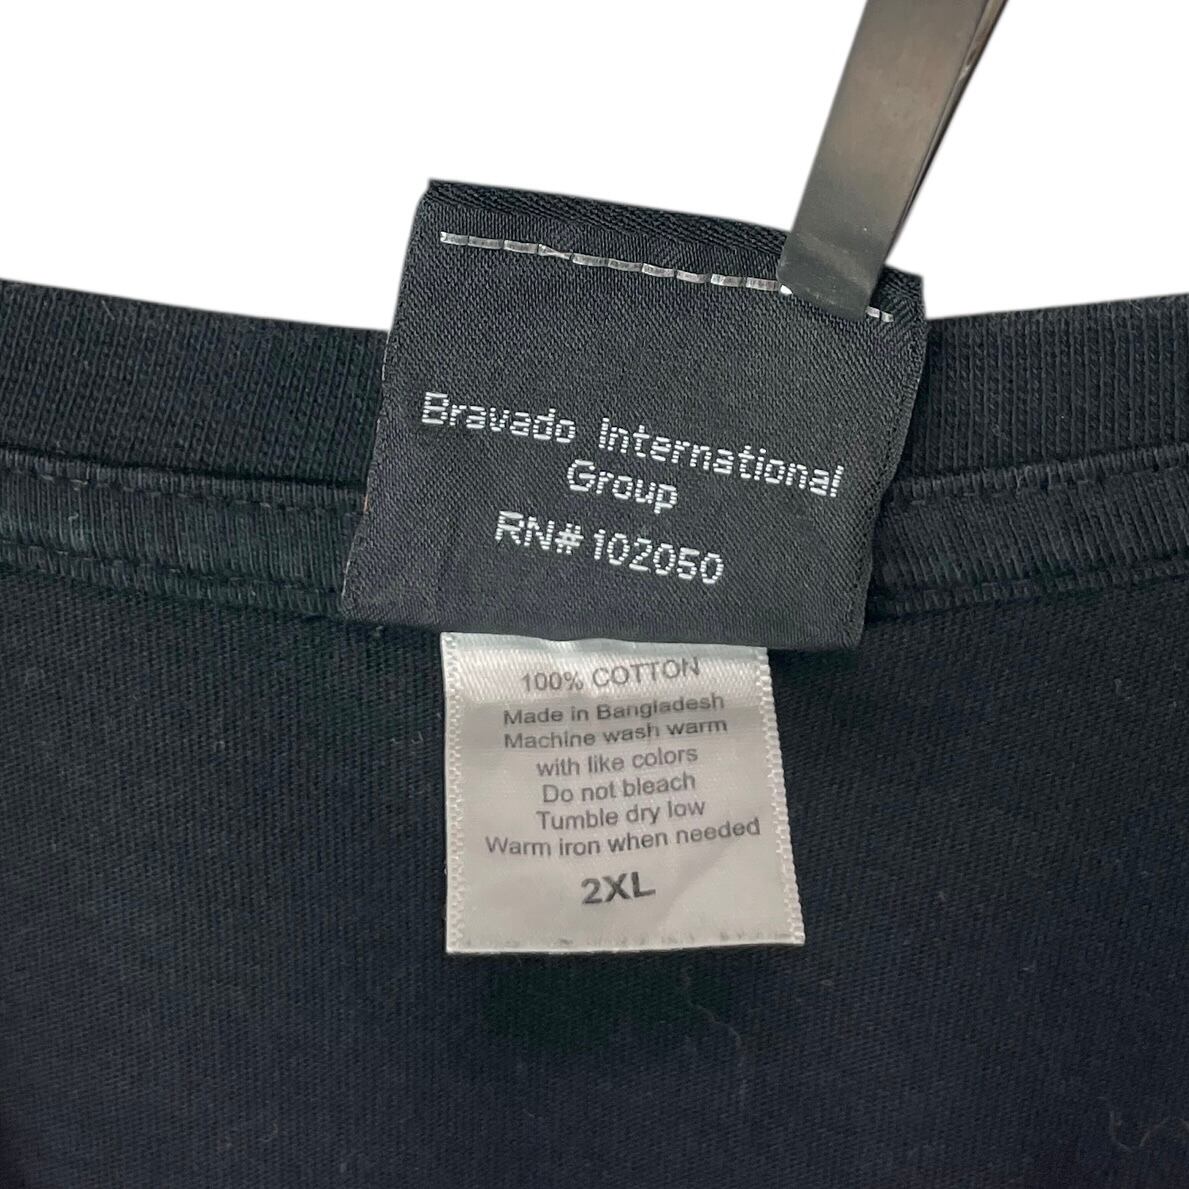 Bravado International
Group
RN# 102050
100% COTTON
Made in Bangladesh
Machine wash warm
with like colors
Do not bleach
Tumble dry low
Warm iron when needed
2XL